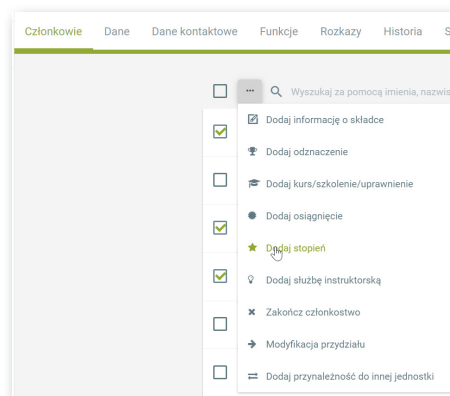 Członkowie Dane Dane kontaktowe Funkcje Rozkazy Historia S
Wyszukaj za pomocą imienia, nazwis
Dodaj informację o składce
Dodaj odznaczenie
Dodaj kurs/szkolenie/uprawnienie
Dodaj osiągnięcie
Dodaj stopień
Dodaj służbę instruktorską
Zakończ członkostwo
Modyfikacja przydziału
Dodaj przynależność do innej jednostki